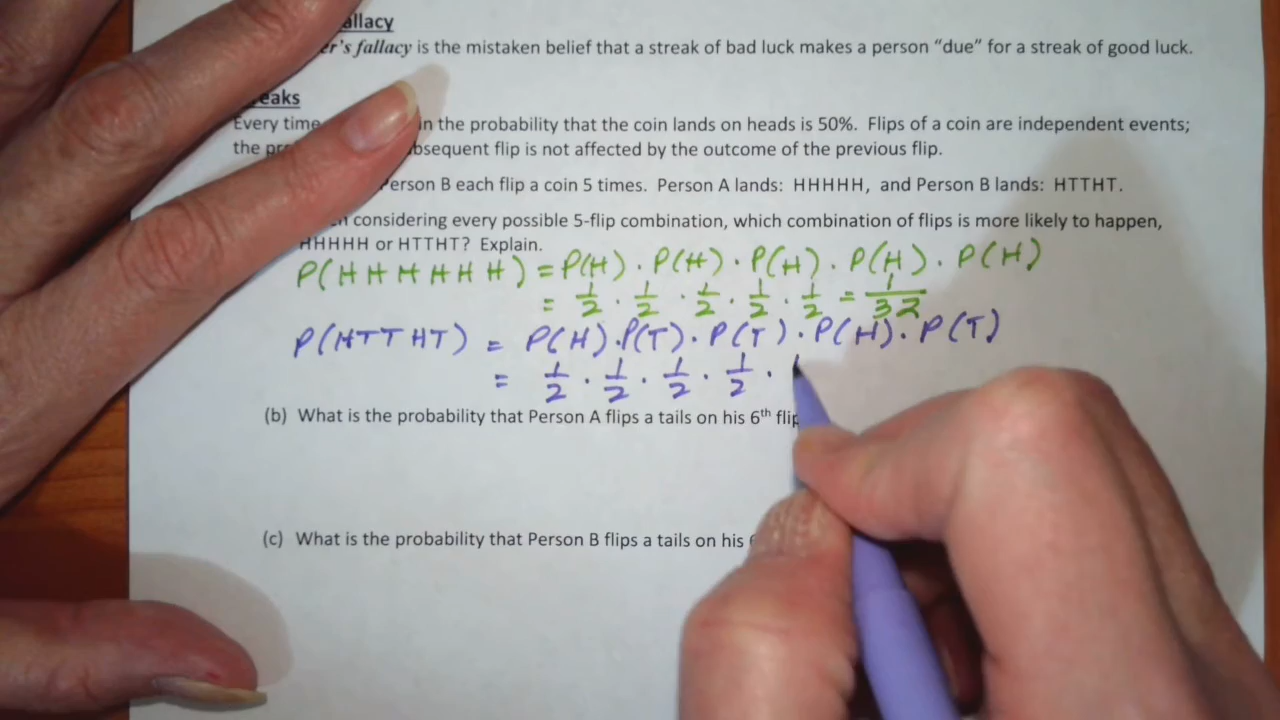 allacy
er's fallacy is the mistaken belief that a streak of bad luck makes a person “due” for a streak of good luck.
eaks
Every time in the probability that the coin lands on heads is 50%. Flips of a coin are independent events;
the bsequent flip is not affected by the outcome of the previous flip.
Person B each flip a coin 5 times. Person A lands: HHHHH, and Person B lands: HTTHT.
considering every possible 5-flip combination, which combination of flips is more likely to happen,
HHHHH or HTTHT? Explain.
P(HHHHHH) = P(H) · P(H) · P(H) · P(H) · P(H)
= 1/2 · 1/2 · 1/2 · 1/2 · 1/2 = 1/32
P(HTTHT) = P(H) · P(T) · P(T) · P(H) · P(T)
= 1/2 · 1/2 · 1/2 · 1/2 ·
(b) What is the probability that Person A flips a tails on his 6th flip
(c) What is the probability that Person B flips a tails on his